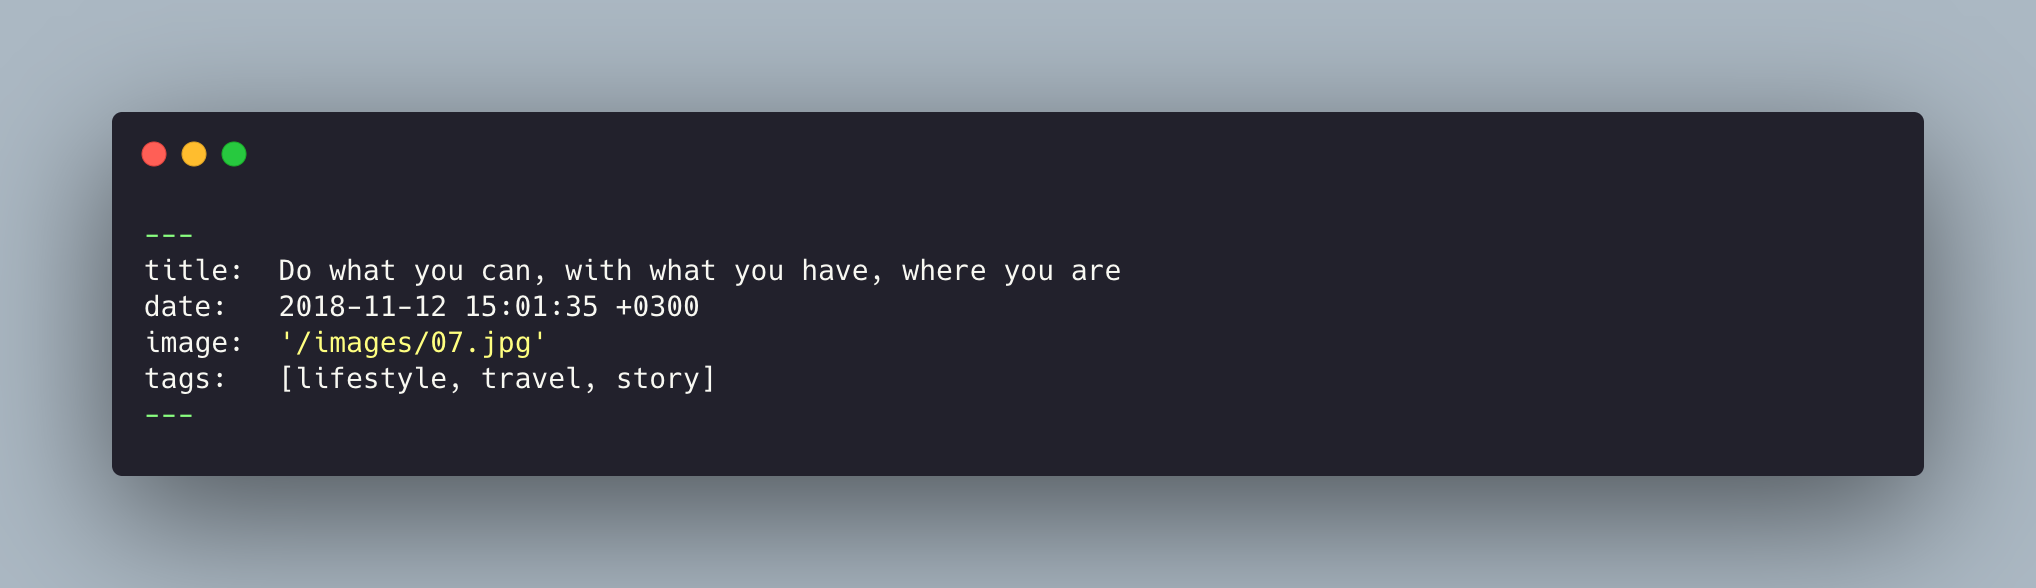 ---
title:  Do what you can, with what you have, where you are
date:   2018-11-12 15:01:35 +0300
image:  '/images/07.jpg'
tags:   [lifestyle, travel, story]
---